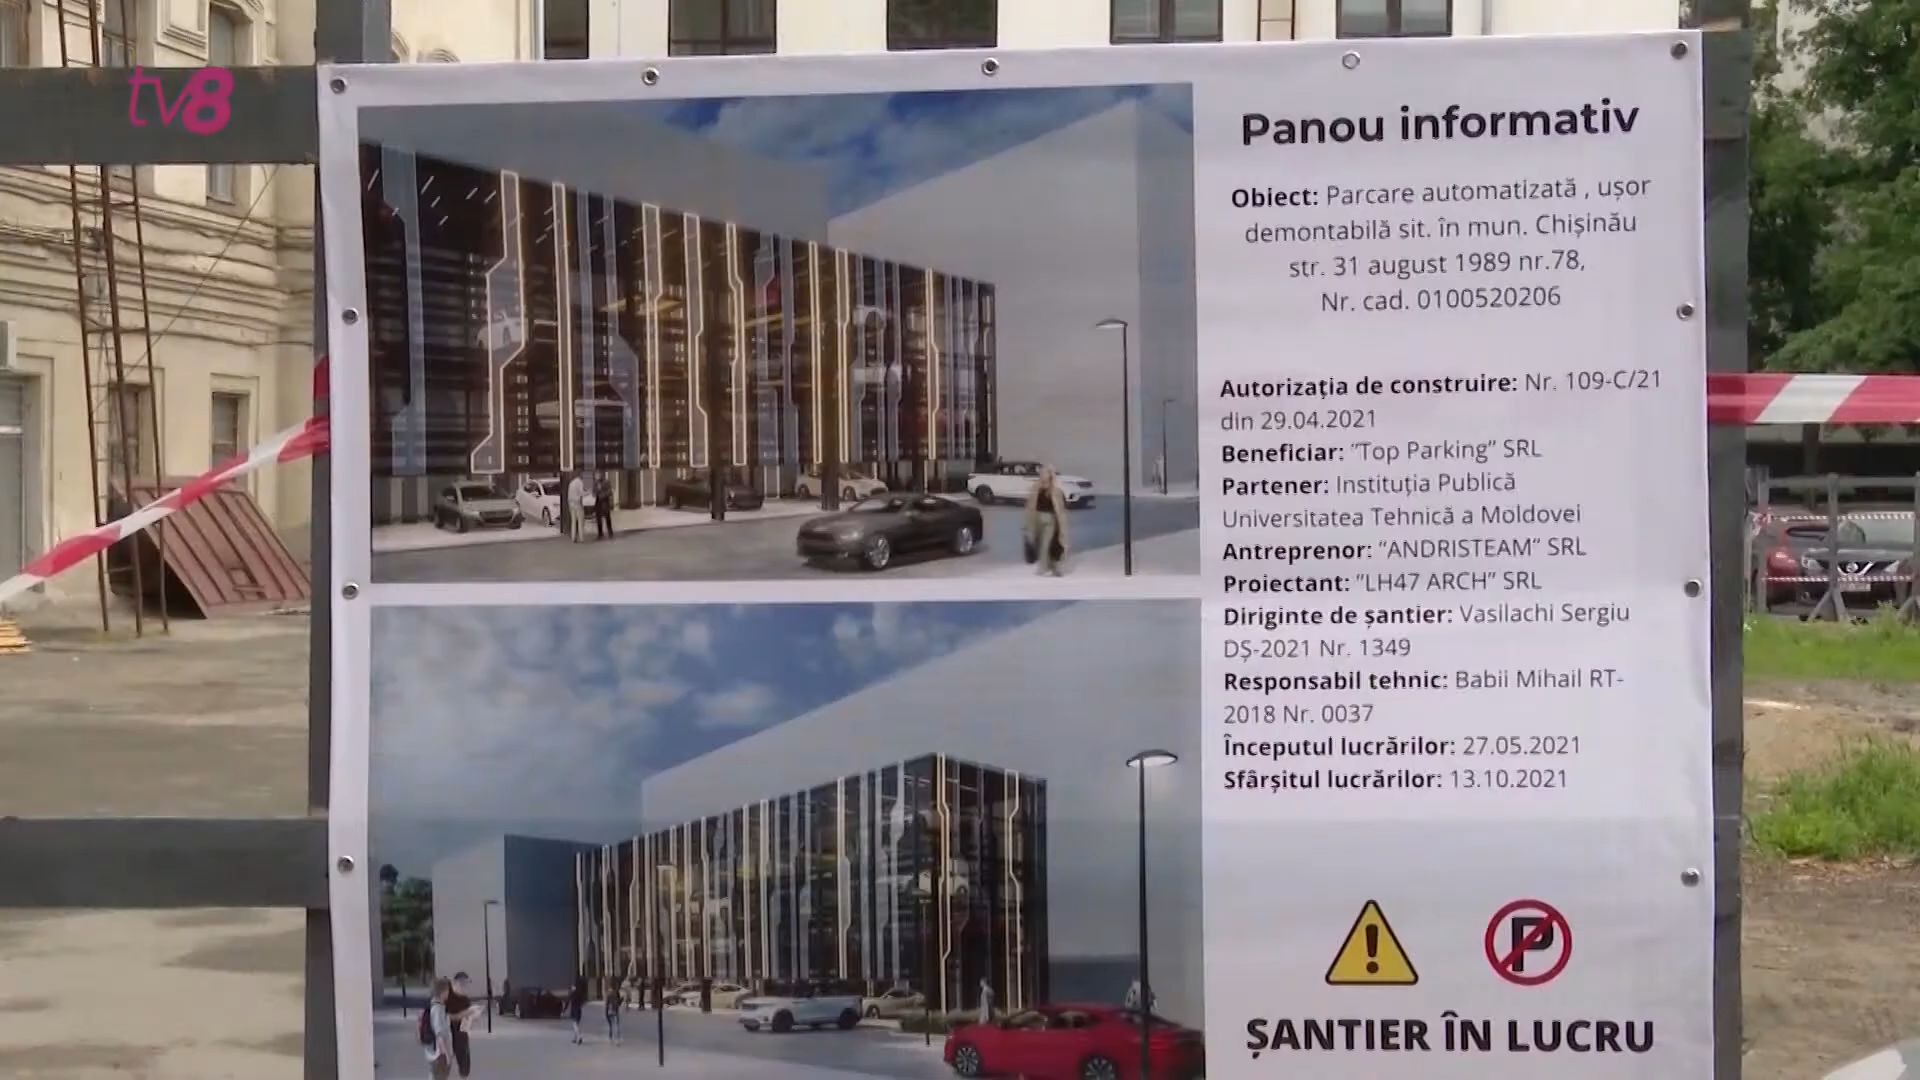 tv8
Panou informativ
Obiect: Parcare automatizată , ușor
demontabilă sit. în mun. Chișinău
str. 31 august 1989 nr.78,
Nr. cad. 0100520206
Autorizația de construire: Nr. 109-C/21
din 29.04.2021
Beneficiar: "Top Parking" SRL
Partener: Instituția Publică
Universitatea Tehnică a Moldovei
Antreprenor: "ANDRISTEAM" SRL
Proiectant: "LH47 ARCH" SRL
Diriginte de șantier: Vasilachi Sergiu
DȘ-2021 Nr. 1349
Responsabil tehnic: Babii Mihail RT-
2018 Nr. 0037
Începutul lucrărilor: 27.05.2021
Sfârșitul lucrărilor: 13.10.2021
P
ȘANTIER ÎN LUCRU